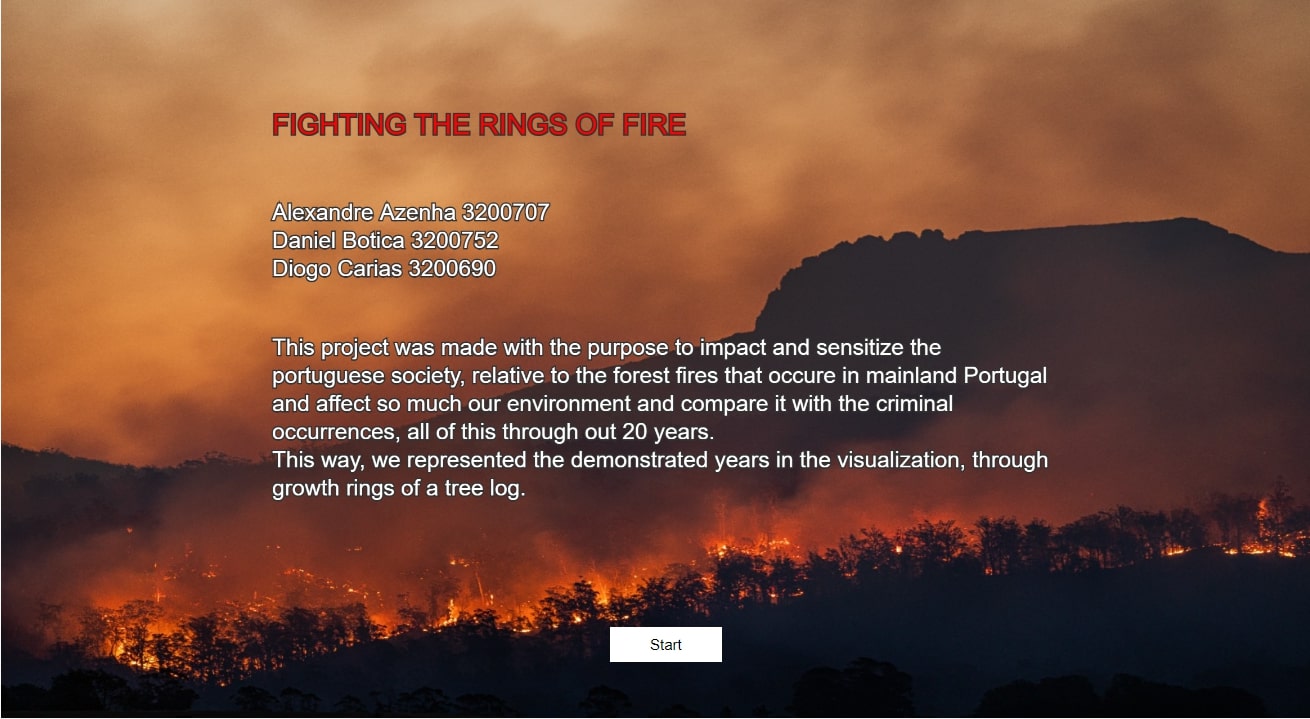 FIGHTING THE RINGS OF FIRE
Alexandre Azenha 3200707
Daniel Botica 3200752
Diogo Carias 3200690
This project was made with the purpose to impact and sensitize the
portuguese society, relative to the forest fires that occure in mainland Portugal
and affect so much our environment and compare it with the criminal
occurrences, all of this through out 20 years.
This way, we represented the demonstrated years in the visualization, through
growth rings of a tree log.
Start